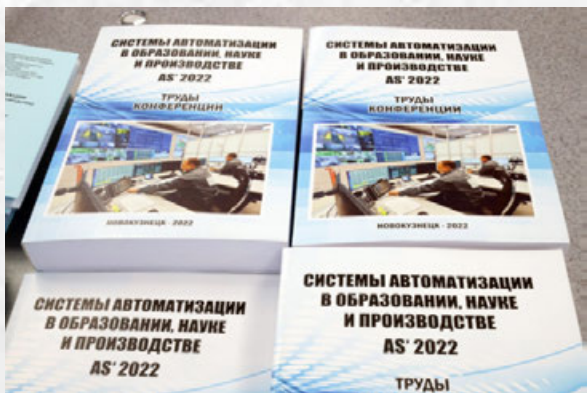 СИСТЕМЫ АВТОМАТИЗАЦИИ
В ОБРАЗОВАНИИ, НАУКЕ
И ПРОИЗВОДСТВЕ
AS' 2022
ТРУДЫ
КОНФЕРЕНЦИИ
НОВОКУЗНЕЦК - 2022
СИСТЕМЫ АВТОМАТИЗАЦИИ
В ОБРАЗОВАНИИ, НАУКЕ
И ПРОИЗВОДСТВЕ
AS' 2022
ТРУДЫ
КОНФЕРЕНЦИИ
НОВОКУЗНЕЦК - 2022
СИСТЕМЫ АВТОМАТИЗАЦИИ
В ОБРАЗОВАНИИ, НАУКЕ
И ПРОИЗВОДСТВЕ
AS' 2022
СИСТЕМЫ АВТОМАТИЗАЦИИ
В ОБРАЗОВАНИИ, НАУКЕ
И ПРОИЗВОДСТВЕ
AS' 2022
ТРУДЫ